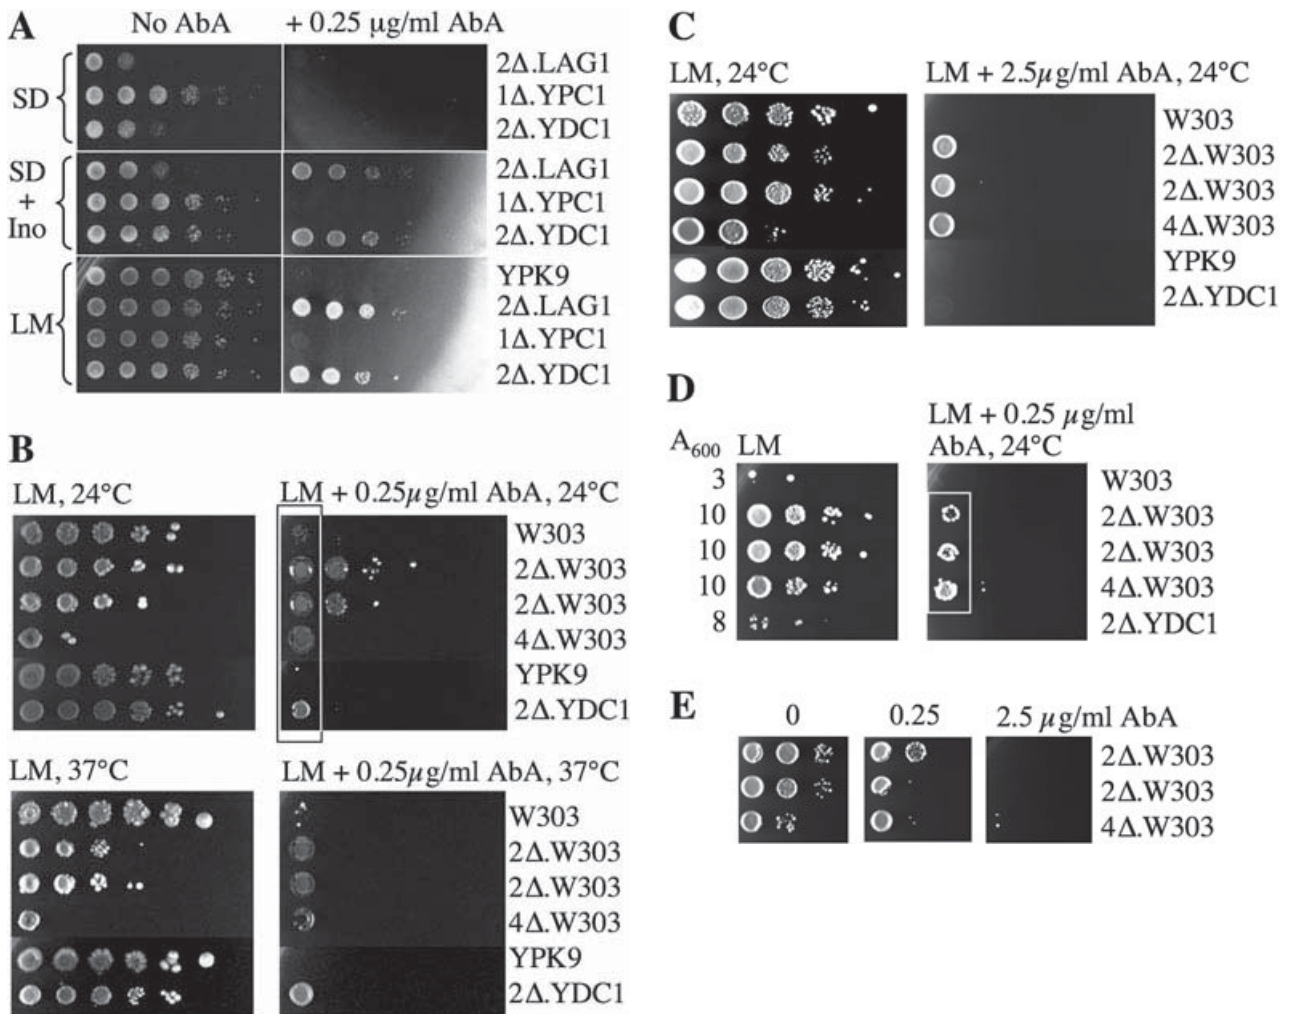 A
No AbA
+ 0.25 µg/ml AbA
SD
2Δ.LAG1
1Δ.YPC1
2Δ.YDC1
SD
+
Ino
2Δ.LAG1
1Δ.YPC1
2Δ.YDC1
LM
YPK9
2Δ.LAG1
1Δ.YPC1
2Δ.YDC1
B
LM, 24°C
LM + 0.25µg/ml AbA, 24°C
W303
2Δ.W303
2Δ.W303
4Δ.W303
YPK9
2Δ.YDC1
LM, 37°C
LM + 0.25µg/ml AbA, 37°C
W303
2Δ.W303
2Δ.W303
4Δ.W303
YPK9
2Δ.YDC1
C
LM, 24°C
LM + 2.5µg/ml AbA, 24°C
W303
2Δ.W303
2Δ.W303
4Δ.W303
YPK9
2Δ.YDC1
D
A600
LM
LM + 0.25 µg/ml
AbA, 24°C
3
W303
10
2Δ.W303
10
2Δ.W303
10
4Δ.W303
8
2Δ.YDC1
E
0
0.25
2.5 µg/ml AbA
2Δ.W303
2Δ.W303
4Δ.W303